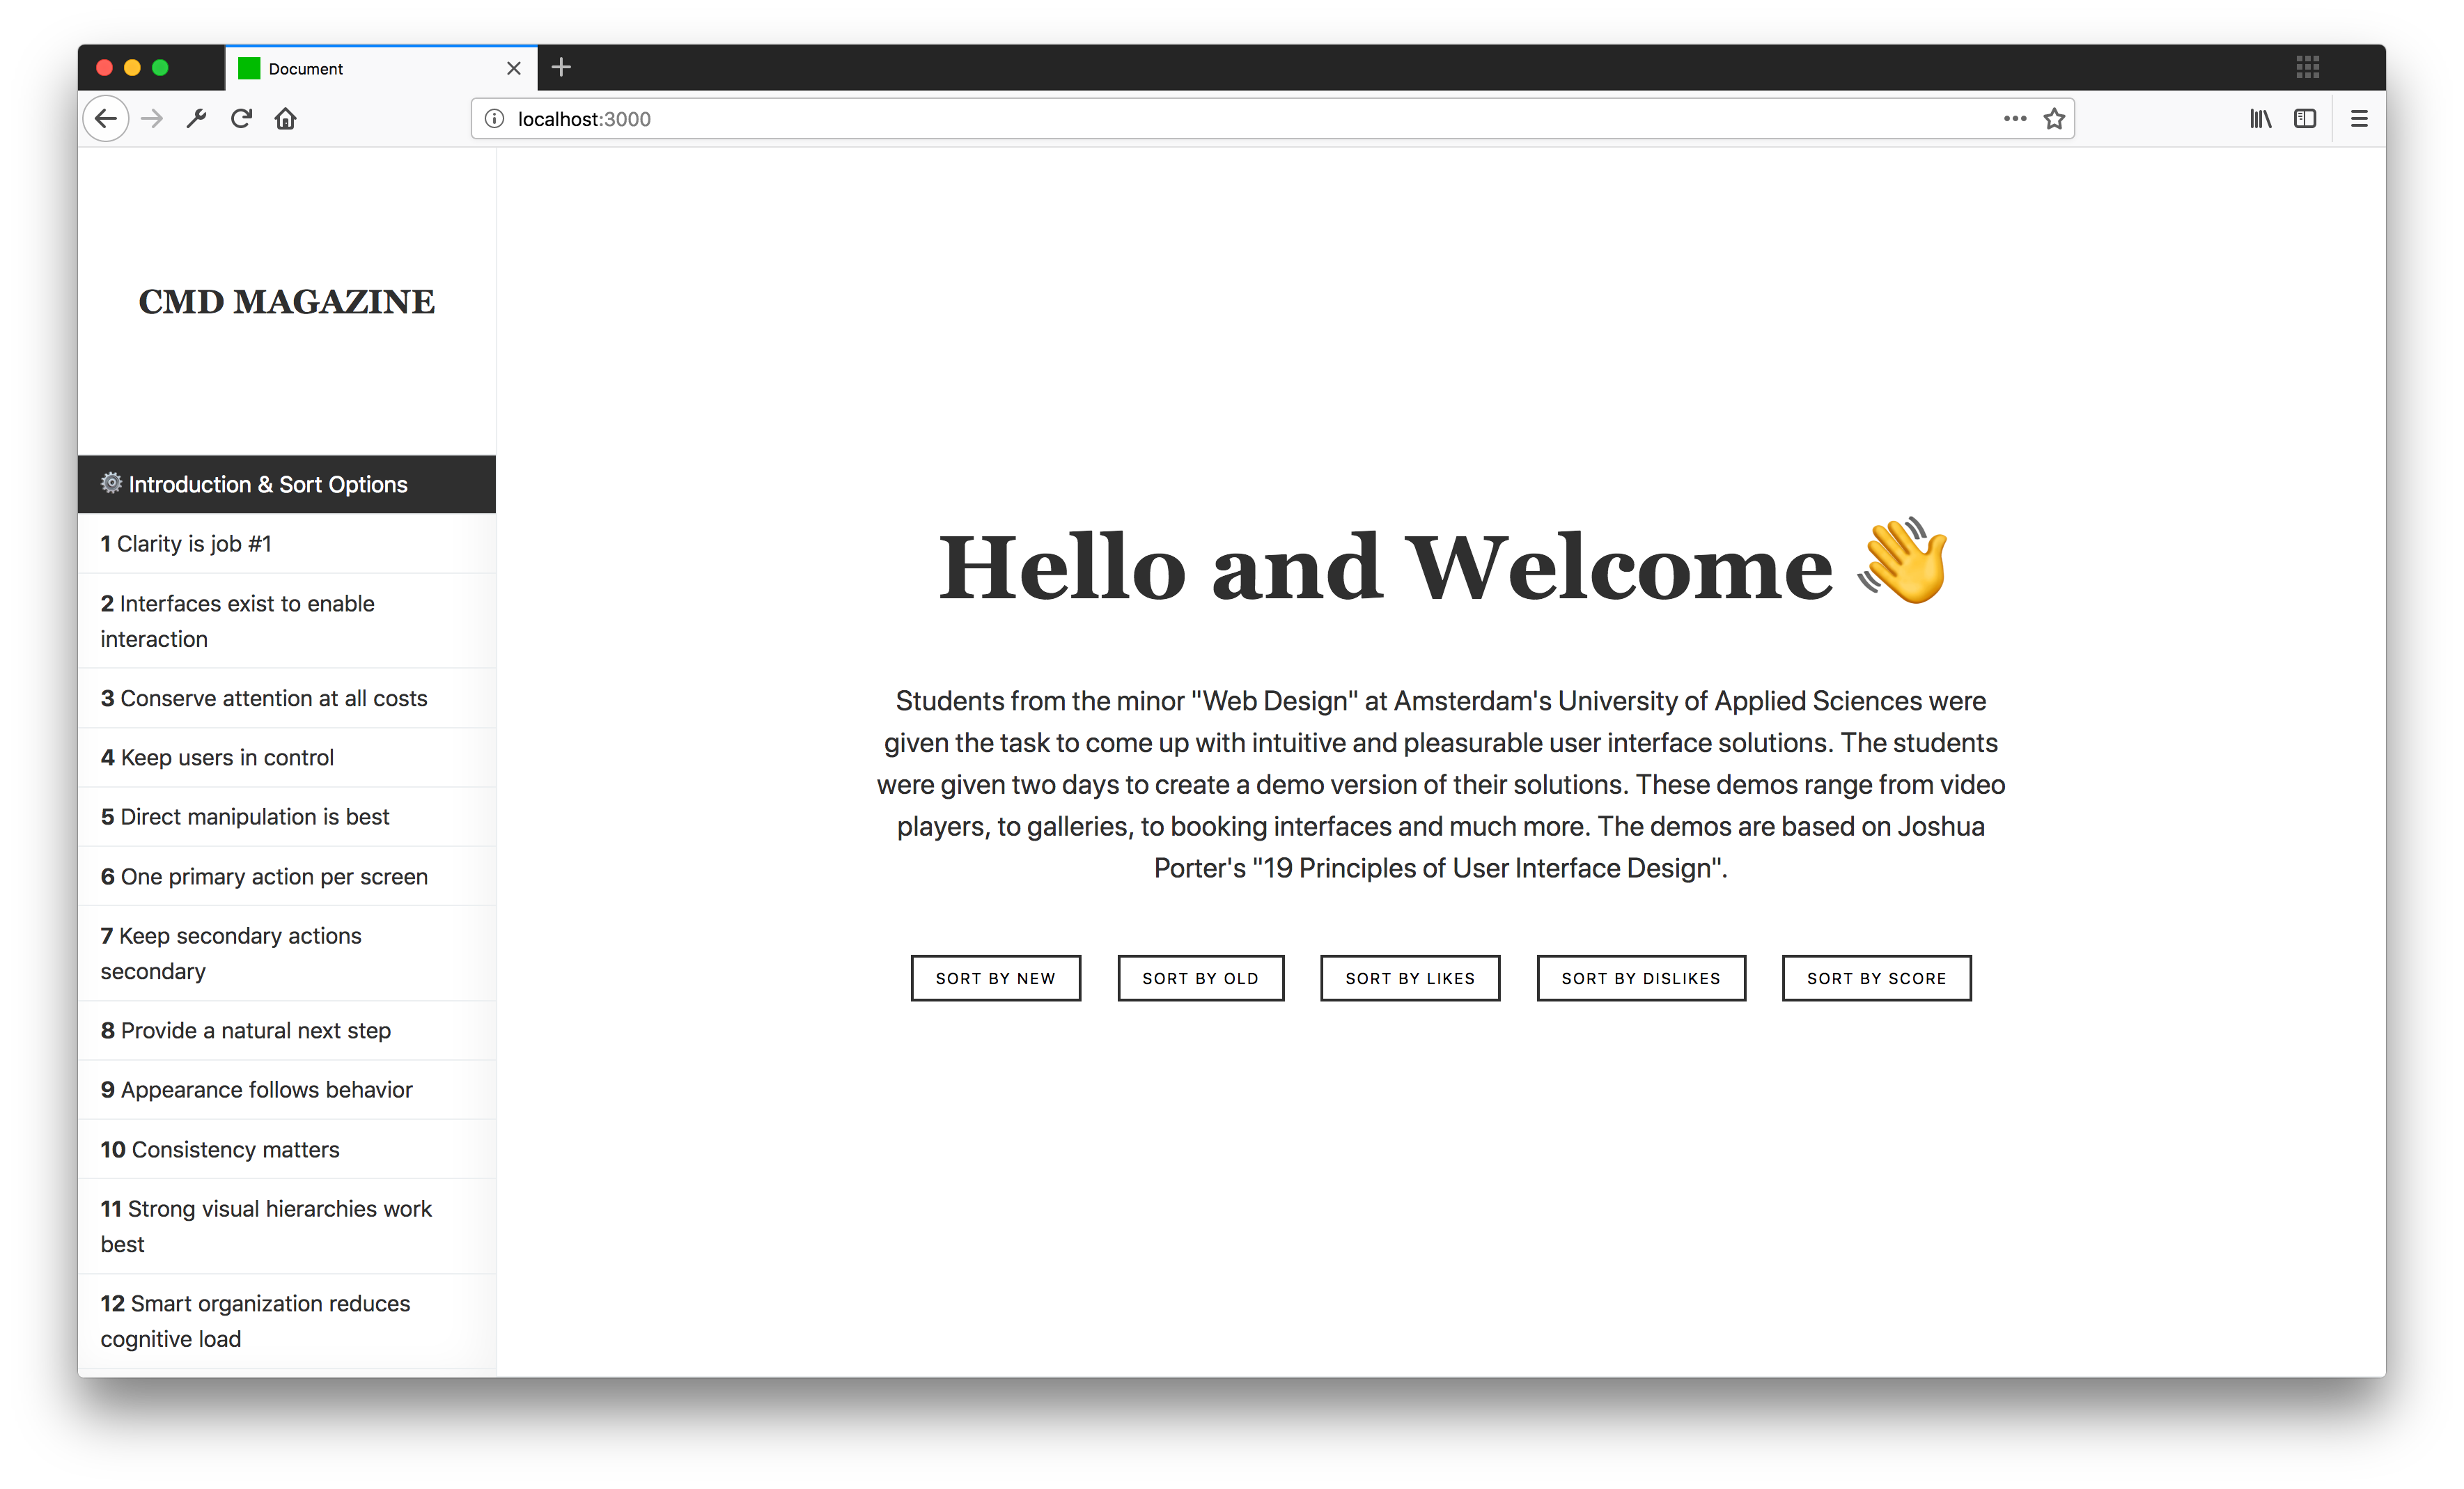 Document
localhost:3000
CMD MAGAZINE
⚙️ Introduction & Sort Options
1 Clarity is job #1
2 Interfaces exist to enable
interaction
3 Conserve attention at all costs
4 Keep users in control
5 Direct manipulation is best
6 One primary action per screen
7 Keep secondary actions
secondary
8 Provide a natural next step
9 Appearance follows behavior
10 Consistency matters
11 Strong visual hierarchies work
best
12 Smart organization reduces
cognitive load
Hello and Welcome 👋
Students from the minor "Web Design" at Amsterdam's University of Applied Sciences were
given the task to come up with intuitive and pleasurable user interface solutions. The students
were given two days to create a demo version of their solutions. These demos range from video
players, to galleries, to booking interfaces and much more. The demos are based on Joshua
Porter's "19 Principles of User Interface Design".
SORT BY NEW
SORT BY OLD
SORT BY LIKES
SORT BY DISLIKES
SORT BY SCORE